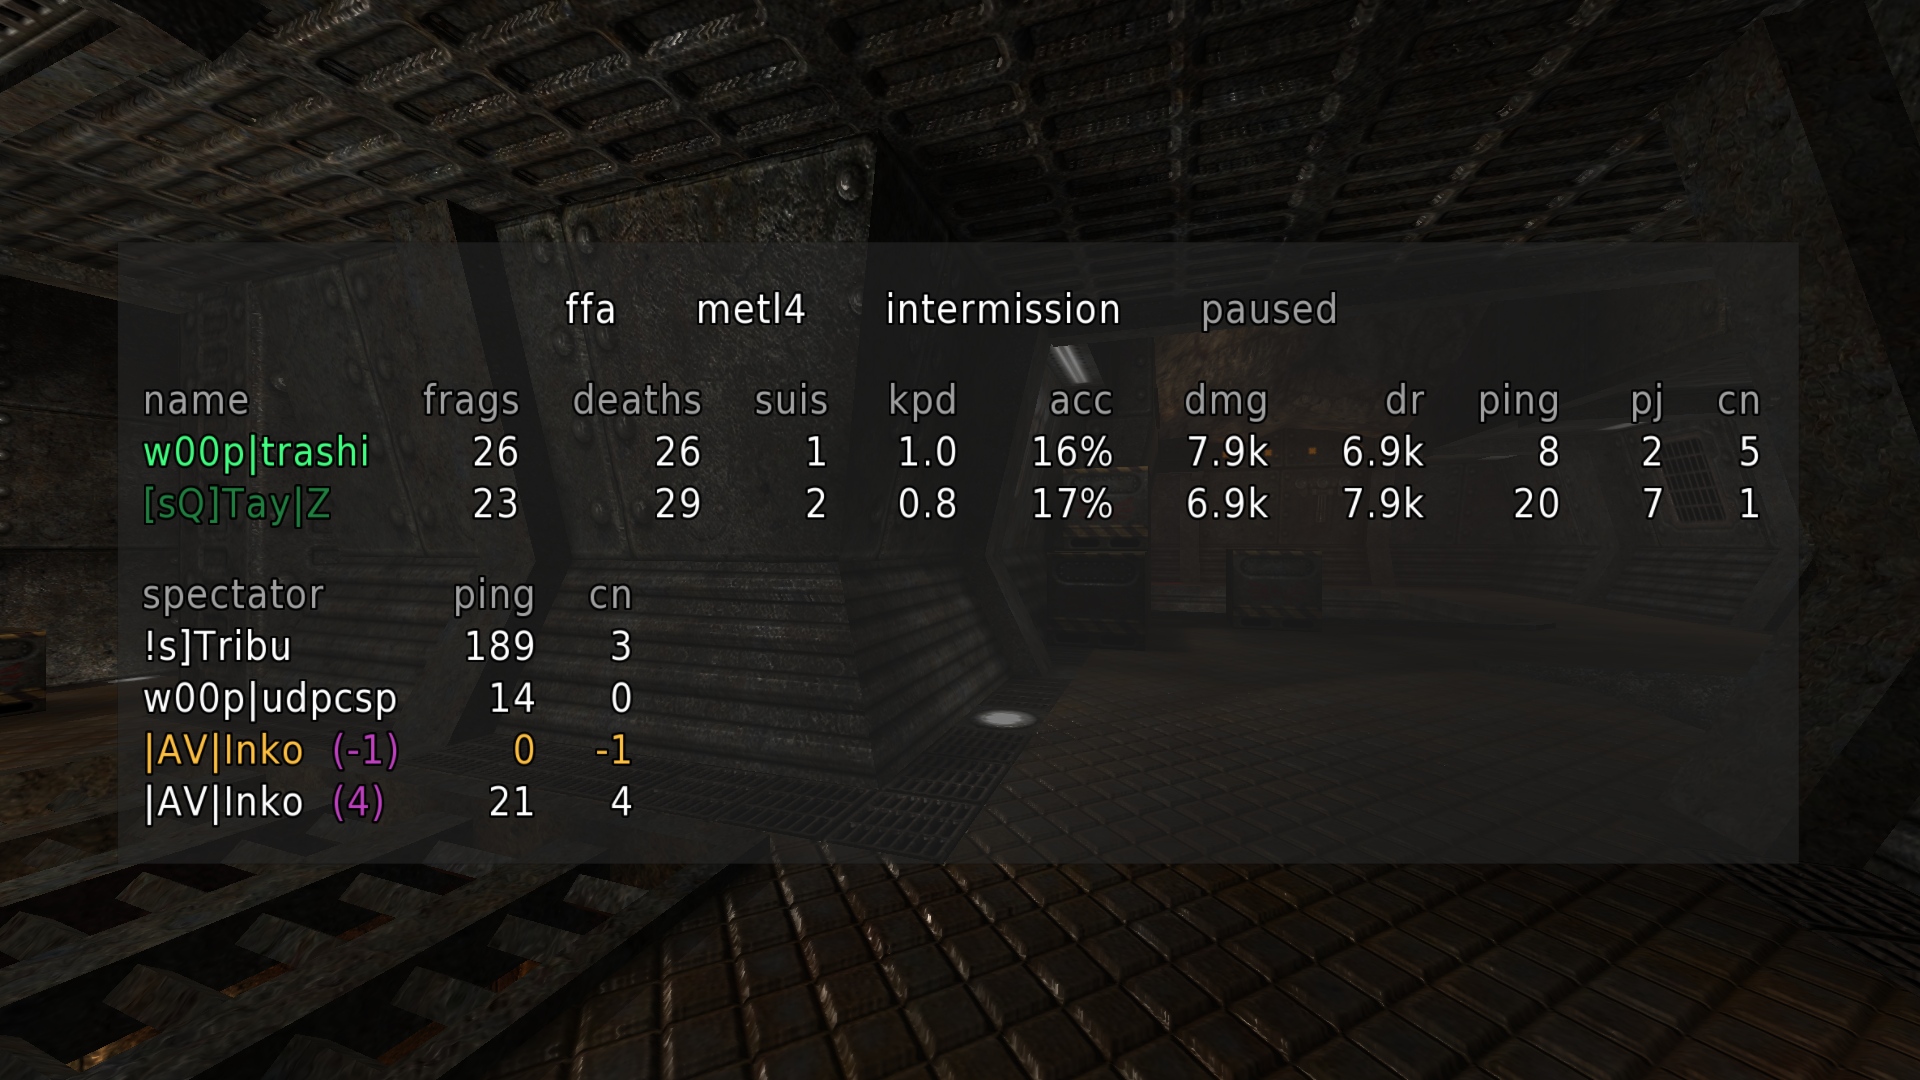 ffa metl4 intermission paused
name frags deaths suis kpd acc dmg dr ping pj cn
w00p|trashi 26 26 1 1.0 16% 7.9k 6.9k 8 2 5
[sQ]Tay|Z 23 29 2 0.8 17% 6.9k 7.9k 20 7 1
spectator ping cn
!s]Tribu 189 3
w00p|udpcsp 14 0
|AV|Inko (-1) 0 -1
|AV|Inko (4) 21 4